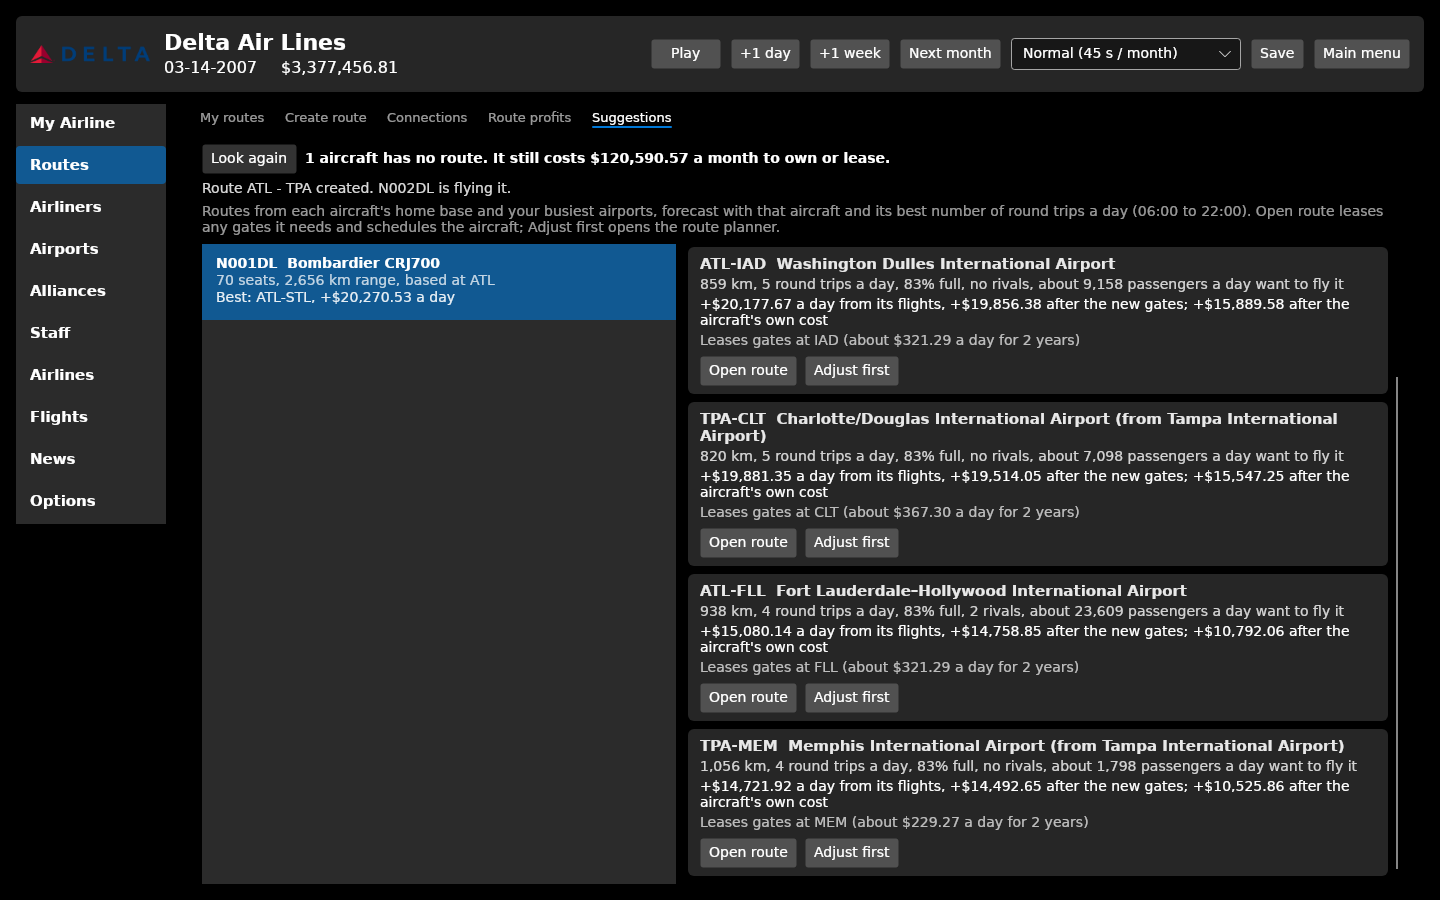 DELTA
Delta Air Lines
03-14-2007 $3,377,456.81
Play
+1 day
+1 week
Next month
Normal (45 s / month)
Save
Main menu
My Airline
Routes
Airliners
Airports
Alliances
Staff
Airlines
Flights
News
Options
My routes
Create route
Connections
Route profits
Suggestions
Look again
1 aircraft has no route. It still costs $120,590.57 a month to own or lease.
Route ATL - TPA created. N002DL is flying it.
Routes from each aircraft's home base and your busiest airports, forecast with that aircraft and its best number of round trips a day (06:00 to 22:00). Open route leases
any gates it needs and schedules the aircraft; Adjust first opens the route planner.
N001DL Bombardier CRJ700
70 seats, 2,656 km range, based at ATL
Best: ATL-STL, +$20,270.53 a day
ATL-IAD Washington Dulles International Airport
859 km, 5 round trips a day, 83% full, no rivals, about 9,158 passengers a day want to fly it
+$20,177.67 a day from its flights, +$19,856.38 after the new gates; +$15,889.58 after the
aircraft's own cost
Leases gates at IAD (about $321.29 a day for 2 years)
Open route
Adjust first
TPA-CLT Charlotte/Douglas International Airport (from Tampa International
Airport)
820 km, 5 round trips a day, 83% full, no rivals, about 7,098 passengers a day want to fly it
+$19,881.35 a day from its flights, +$19,514.05 after the new gates; +$15,547.25 after the
aircraft's own cost
Leases gates at CLT (about $367.30 a day for 2 years)
Open route
Adjust first
ATL-FLL Fort Lauderdale–Hollywood International Airport
938 km, 4 round trips a day, 83% full, 2 rivals, about 23,609 passengers a day want to fly it
+$15,080.14 a day from its flights, +$14,758.85 after the new gates; +$10,792.06 after the
aircraft's own cost
Leases gates at FLL (about $321.29 a day for 2 years)
Open route
Adjust first
TPA-MEM Memphis International Airport (from Tampa International Airport)
1,056 km, 4 round trips a day, 83% full, no rivals, about 1,798 passengers a day want to fly it
+$14,721.92 a day from its flights, +$14,492.65 after the new gates; +$10,525.86 after the
aircraft's own cost
Leases gates at MEM (about $229.27 a day for 2 years)
Open route
Adjust first